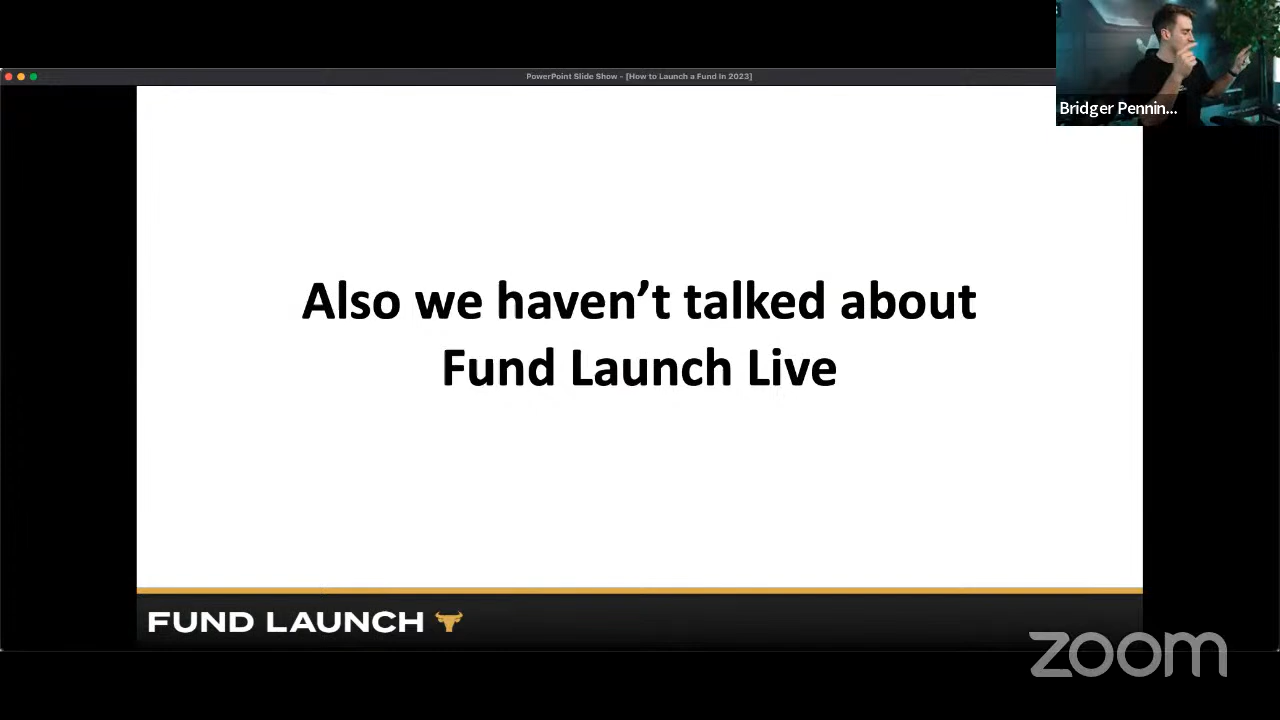 PowerPoint Slide Show - [How to Launch a Fund In 2023]
Bridger Pennin...
Also we haven’t talked about
Fund Launch Live
FUND LAUNCH
zoom